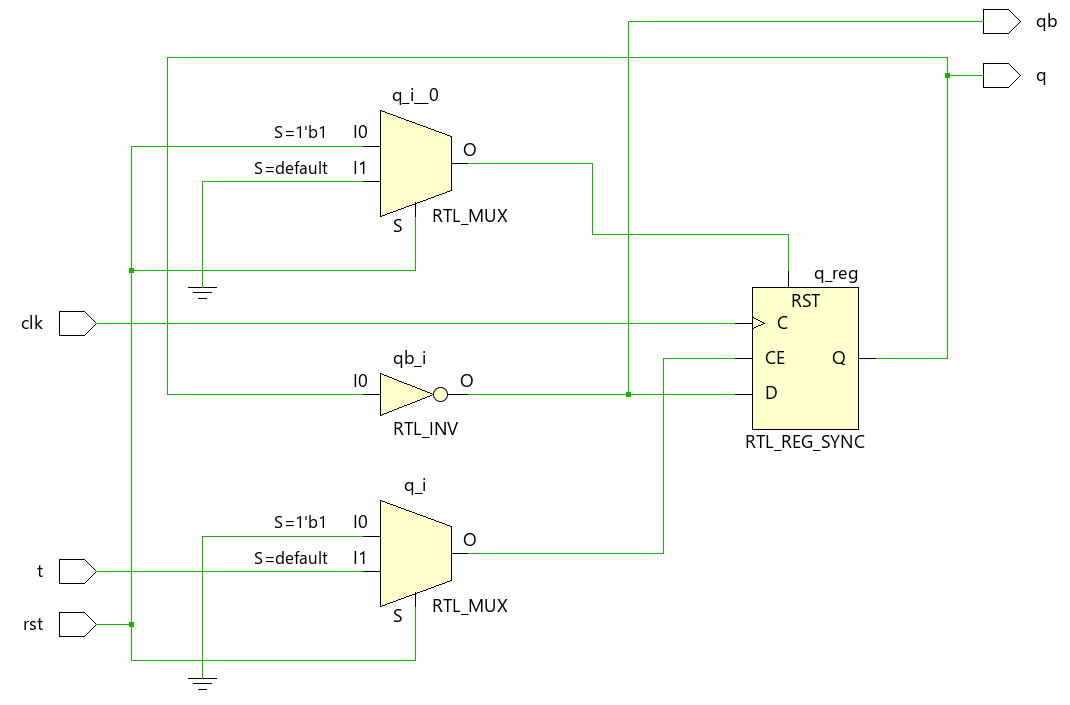 qb
q
q_i__0
S=1'b1 I0
S=default I1
O
S
RTL_MUX
clk
q_reg
RST
C
CE
Q
D
RTL_REG_SYNC
qb_i
I0
O
RTL_INV
q_i
S=1'b1 I0
S=default I1
O
S
RTL_MUX
t
rst